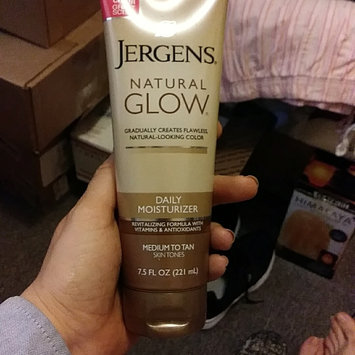 JERGENS
NATURAL
GLOW
GRADUALLY CREATES FLAWLESS,
NATURAL-LOOKING COLOR
DAILY
MOISTURIZER
REVITALIZING FORMULA WITH
VITAMINS & ANTIOXIDANTS
MEDIUM TO TAN
SKIN TONES
7.5 FL OZ (221 mL)
HIMALAYA